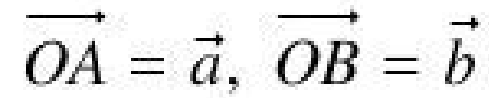 $\overrightarrow{OA} = \vec{a}, \overrightarrow{OB} = \vec{b}$